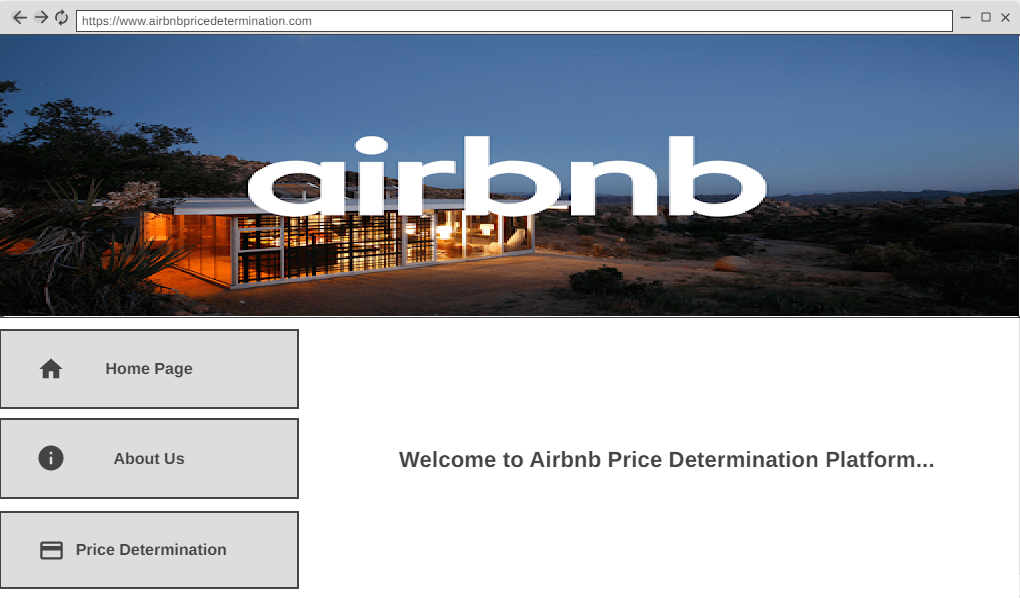 https://www.airbnbpricedetermination.com
airbnb
Home Page
About Us
Welcome to Airbnb Price Determination Platform...
Price Determination